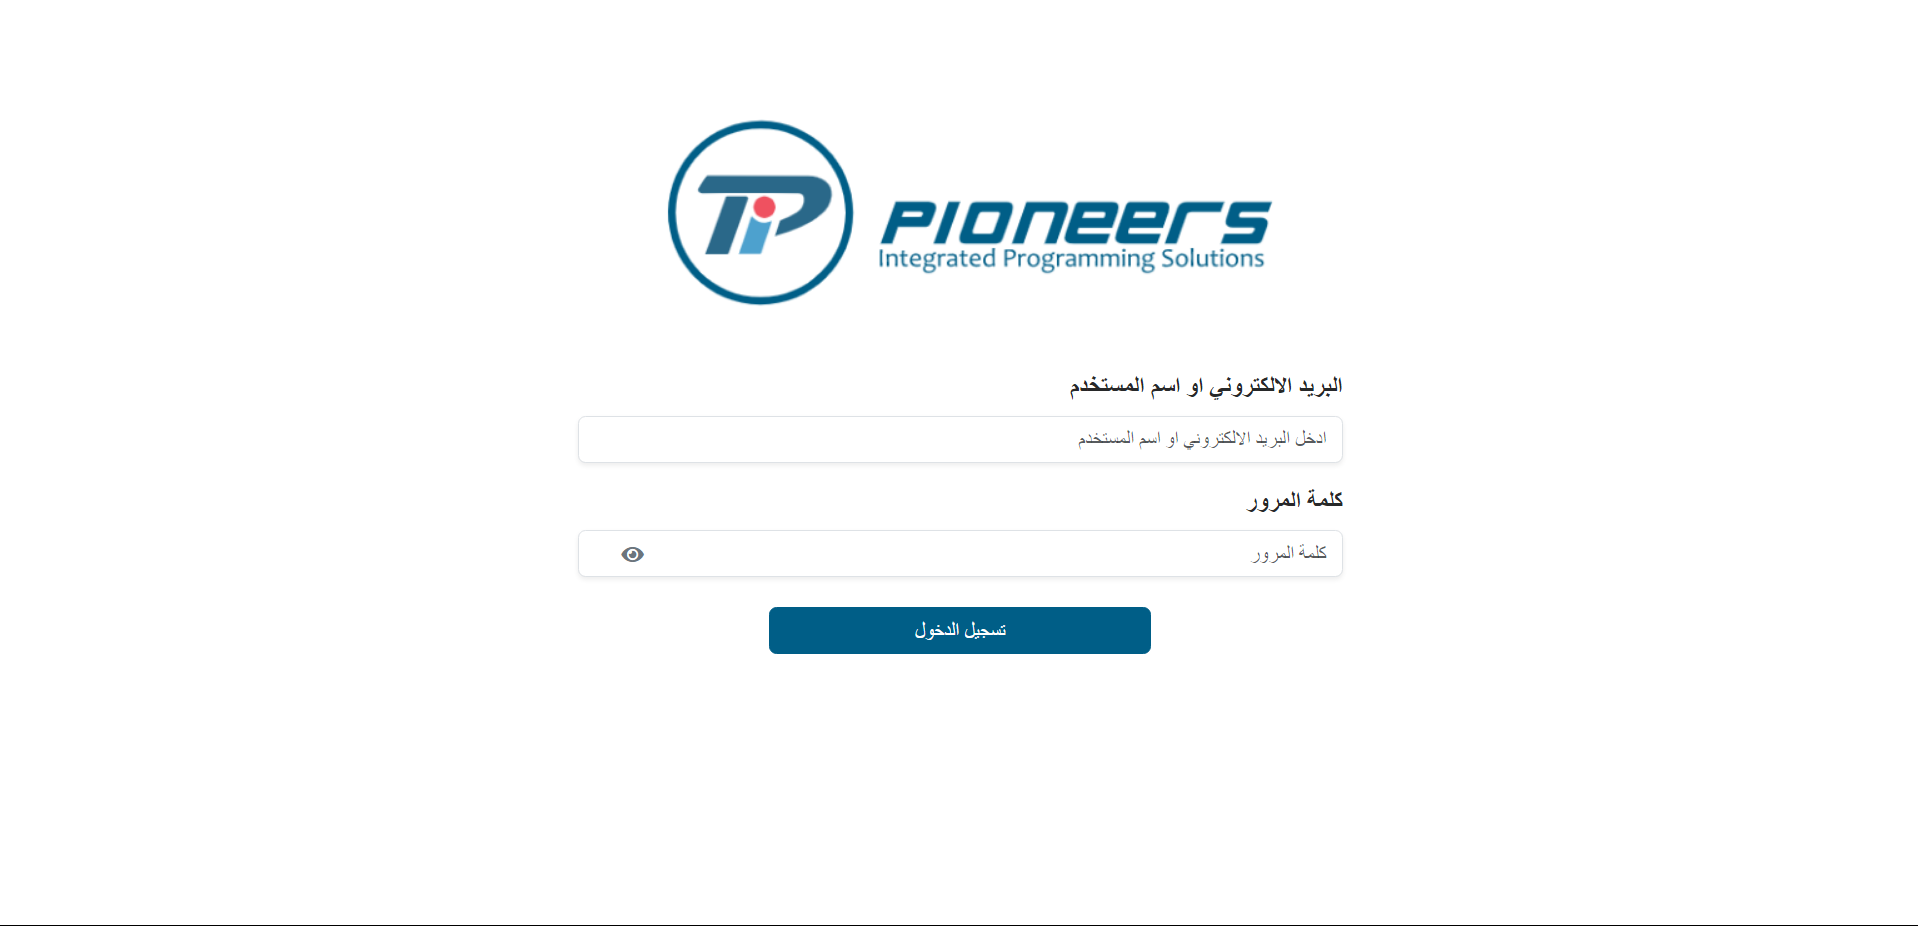 PIONEERS
Integrated Programming Solutions
البريد الالكتروني او اسم المستخدم
ادخل البريد الالكتروني او اسم المستخدم
كلمة المرور
كلمة المرور
تسجيل الدخول